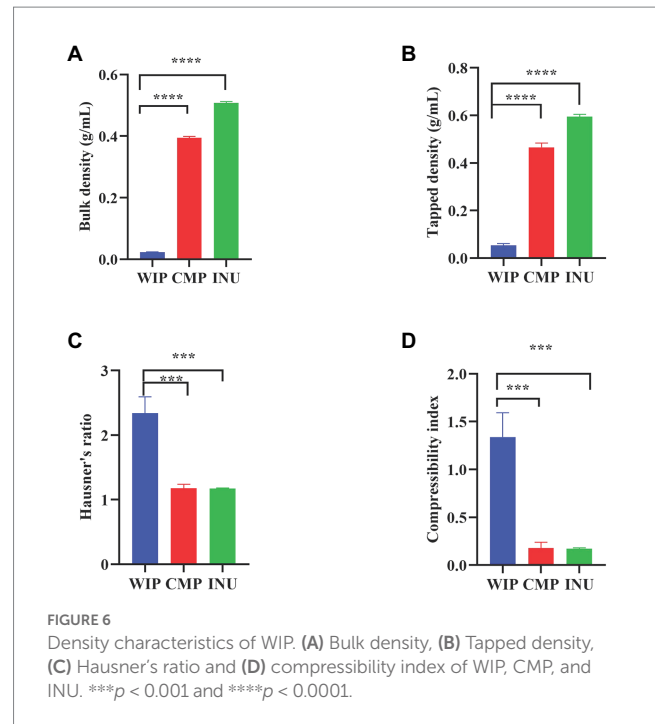 A
Bulk density (g/mL)
0.6
0.4
0.2
0.0
****
****
WIP CMP INU
B
Tapped density (g/mL)
0.8
0.6
0.4
0.2
0.0
****
****
WIP CMP INU
C
Hausner's ratio
3
2
1
0
***
***
WIP CMP INU
D
Compressibility index
2.0
1.5
1.0
0.5
0.0
***
***
WIP CMP INU
FIGURE 6
Density characteristics of WIP. (A) Bulk density, (B) Tapped density,
(C) Hausner’s ratio and (D) compressibility index of WIP, CMP, and
INU. ***p < 0.001 and ****p < 0.0001.